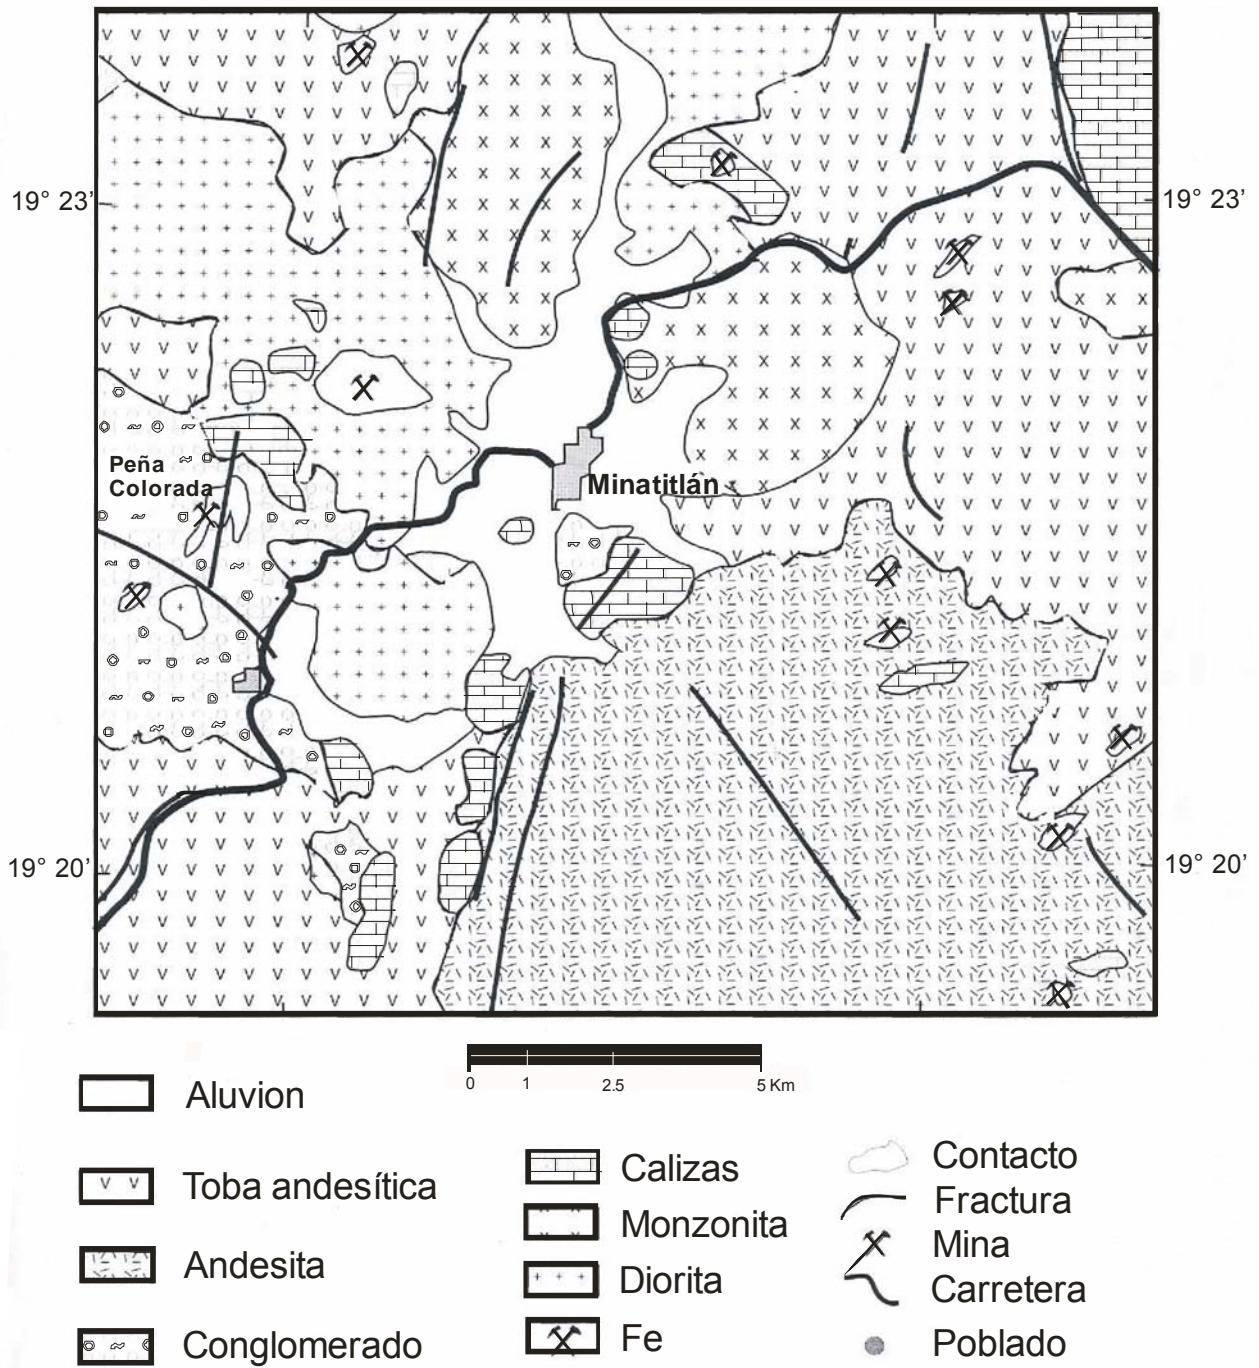 19° 23'
19° 23'
Peña
Colorada
Minatitlán
19° 20'
19° 20'
0 1 2.5 5 Km
Aluvion
Toba andesítica
Andesita
Conglomerado
Calizas
Monzonita
Diorita
Fe
Contacto
Fractura
Mina
Carretera
Poblado